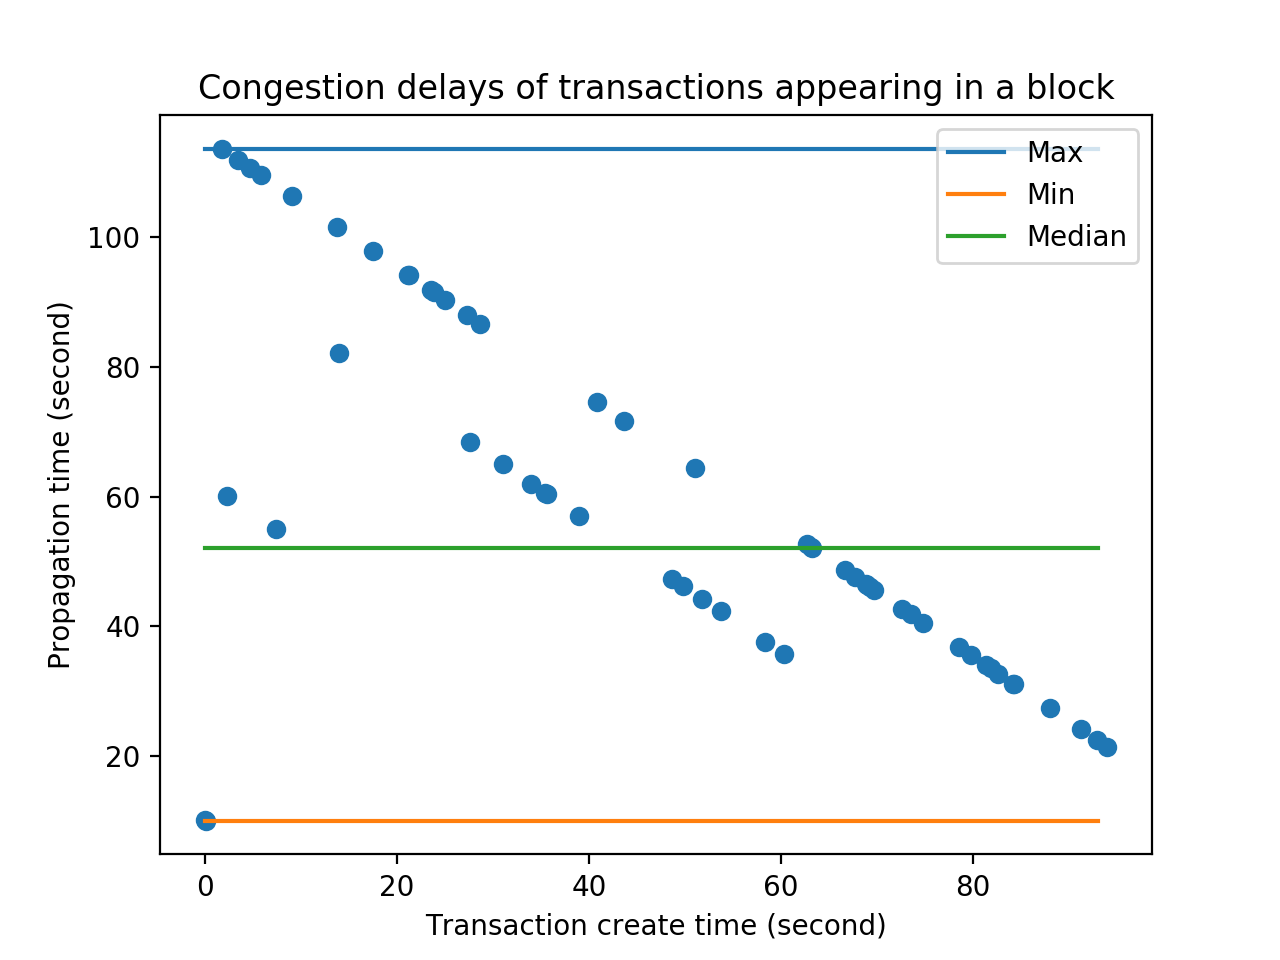 Congestion delays of transactions appearing in a block
Max
Min
Median
Propagation time (second)
100
80
60
40
20
0 20 40 60 80
Transaction create time (second)